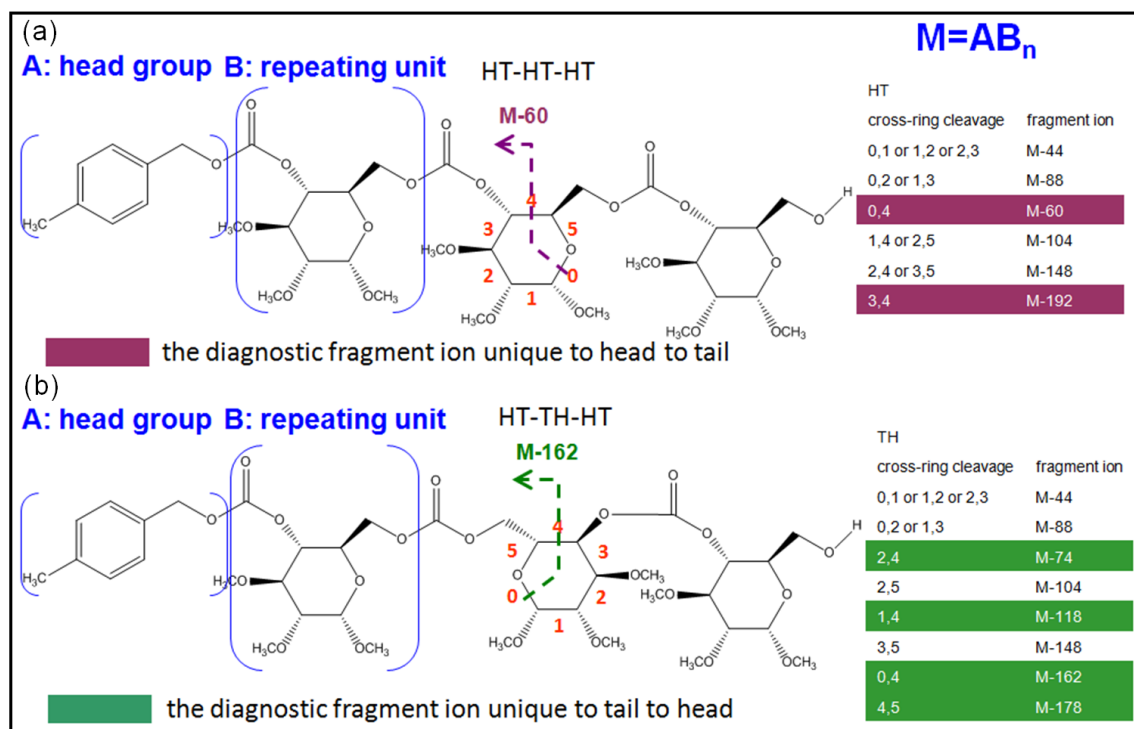 (a)
M=ABn
A: head group B: repeating unit
HT-HT-HT
M-60
O
O
O
O
O
O
O
O
O
O
H
O
O
H3C
H3CO
H3CO
OCH3
H3CO
H3CO
OCH3
H3CO
H3CO
OCH3
4
3
5
2
0
1
HT
cross-ring cleavage fragment ion
0,1 or 1,2 or 2,3 M-44
0,2 or 1,3 M-88
0,4 M-60
1,4 or 2,5 M-104
2,4 or 3,5 M-148
3,4 M-192
the diagnostic fragment ion unique to head to tail
(b)
A: head group B: repeating unit
HT-TH-HT
M-162
O
O
O
O
O
O
O
O
O
O
H
O
O
H3C
H3CO
H3CO
OCH3
OCH3
H3CO
OCH3
H3CO
H3CO
OCH3
4
5
3
0
2
1
TH
cross-ring cleavage fragment ion
0,1 or 1,2 or 2,3 M-44
0,2 or 1,3 M-88
2,4 M-74
2,5 M-104
1,4 M-118
3,5 M-148
0,4 M-162
4,5 M-178
the diagnostic fragment ion unique to tail to head